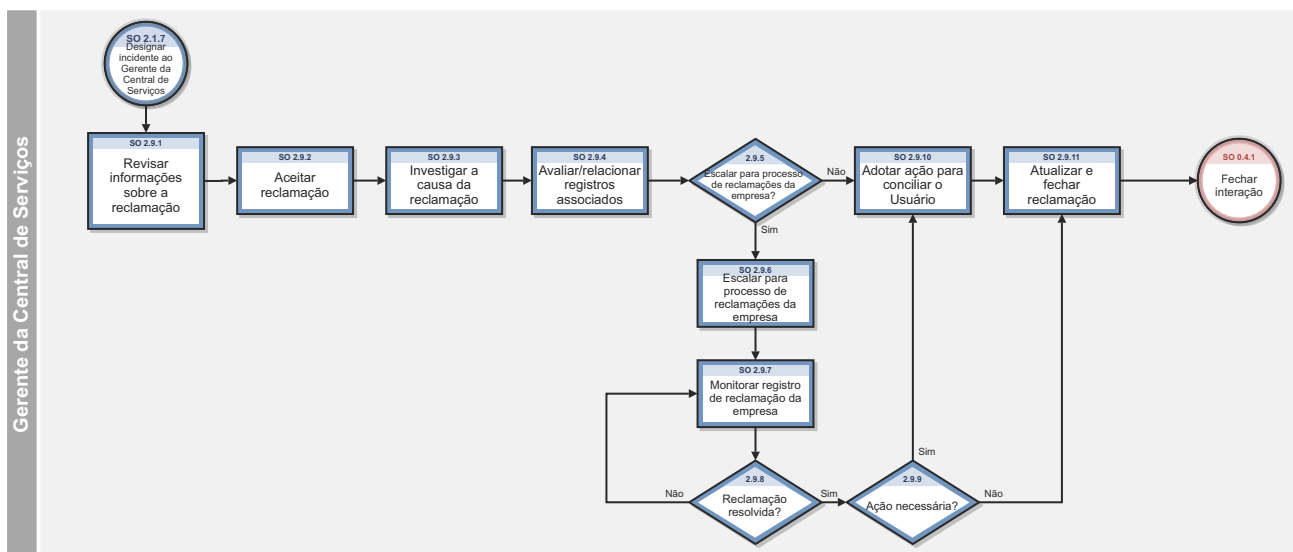 Gerente da Central de Serviços
SO 2.1.7
Designar
incidente ao
Gerente da
Central de
Serviços
SO 2.9.1
Revisar
informações
sobre a
reclamação
SO 2.9.2
Aceitar
reclamação
SO 2.9.3
Investigar a
causa da
reclamação
SO 2.9.4
Avaliar/relacionar
registros
associados
2.9.5
Escalar para processo
de reclamações da
empresa?
Não
Sim
SO 2.9.10
Adotar ação para
conciliar o
Usuário
SO 2.9.11
Atualizar e
fechar
reclamação
SO 0.4.1
Fechar
interação
SO 2.9.6
Escalar para
processo de
reclamações da
empresa
SO 2.9.7
Monitorar registro
de reclamação da
empresa
2.9.8
Reclamação
resolvida?
Não
Sim
2.9.9
Ação necessária?
Sim
Não